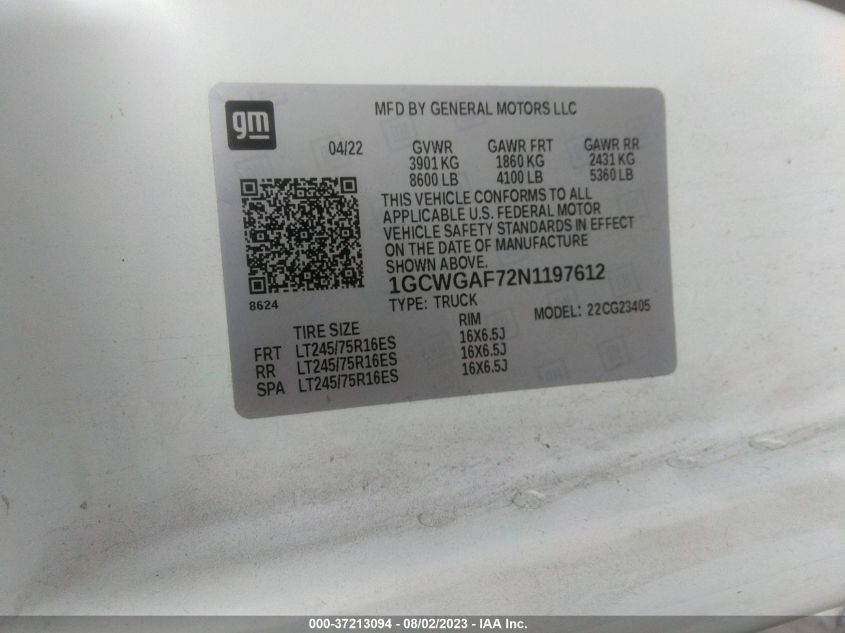 gm
MFD BY GENERAL MOTORS LLC
04/22 GVWR GAWR FRT GAWR RR
3901 KG 1860 KG 2431 KG
8600 LB 4100 LB 5360 LB
THIS VEHICLE CONFORMS TO ALL
APPLICABLE U.S. FEDERAL MOTOR
VEHICLE SAFETY STANDARDS IN EFFECT
ON THE DATE OF MANUFACTURE
SHOWN ABOVE.
1GCWGAF72N1197612
8624
TYPE: TRUCK MODEL: 22CG23405
TIRE SIZE RIM
FRT LT245/75R16ES 16X6.5J
RR LT245/75R16ES 16X6.5J
SPA LT245/75R16ES 16X6.5J
000-37213094 - 08/02/2023 - IAA Inc.